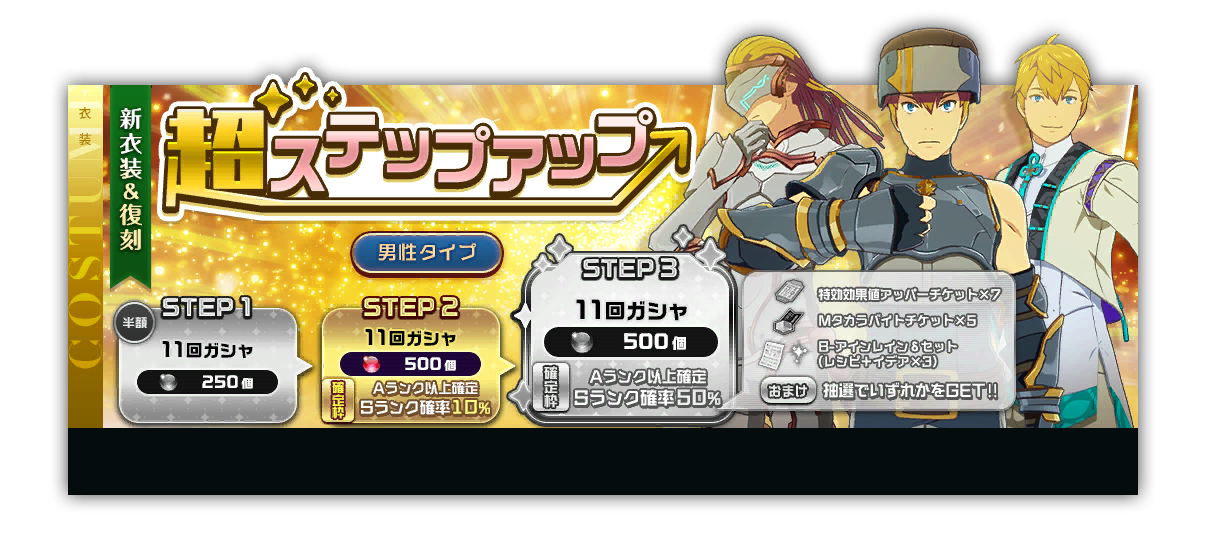 衣装
COSTU
新衣装&復刻
超ステップアップ
男性タイプ
STEP 1
半額
11回ガシャ
250個
STEP 2
11回ガシャ
500個
確定枠
Aランク以上確定
Sランク確率10%
STEP 3
11回ガシャ
500個
確定枠
Aランク以上確定
Sランク確率50%
特効効果値アッパーチケット×7
Mタカラバイトチケット×5
B-アインレイン&セット
(レシピ+イデア×3)
おまけ 抽選でいずれかをGET!!